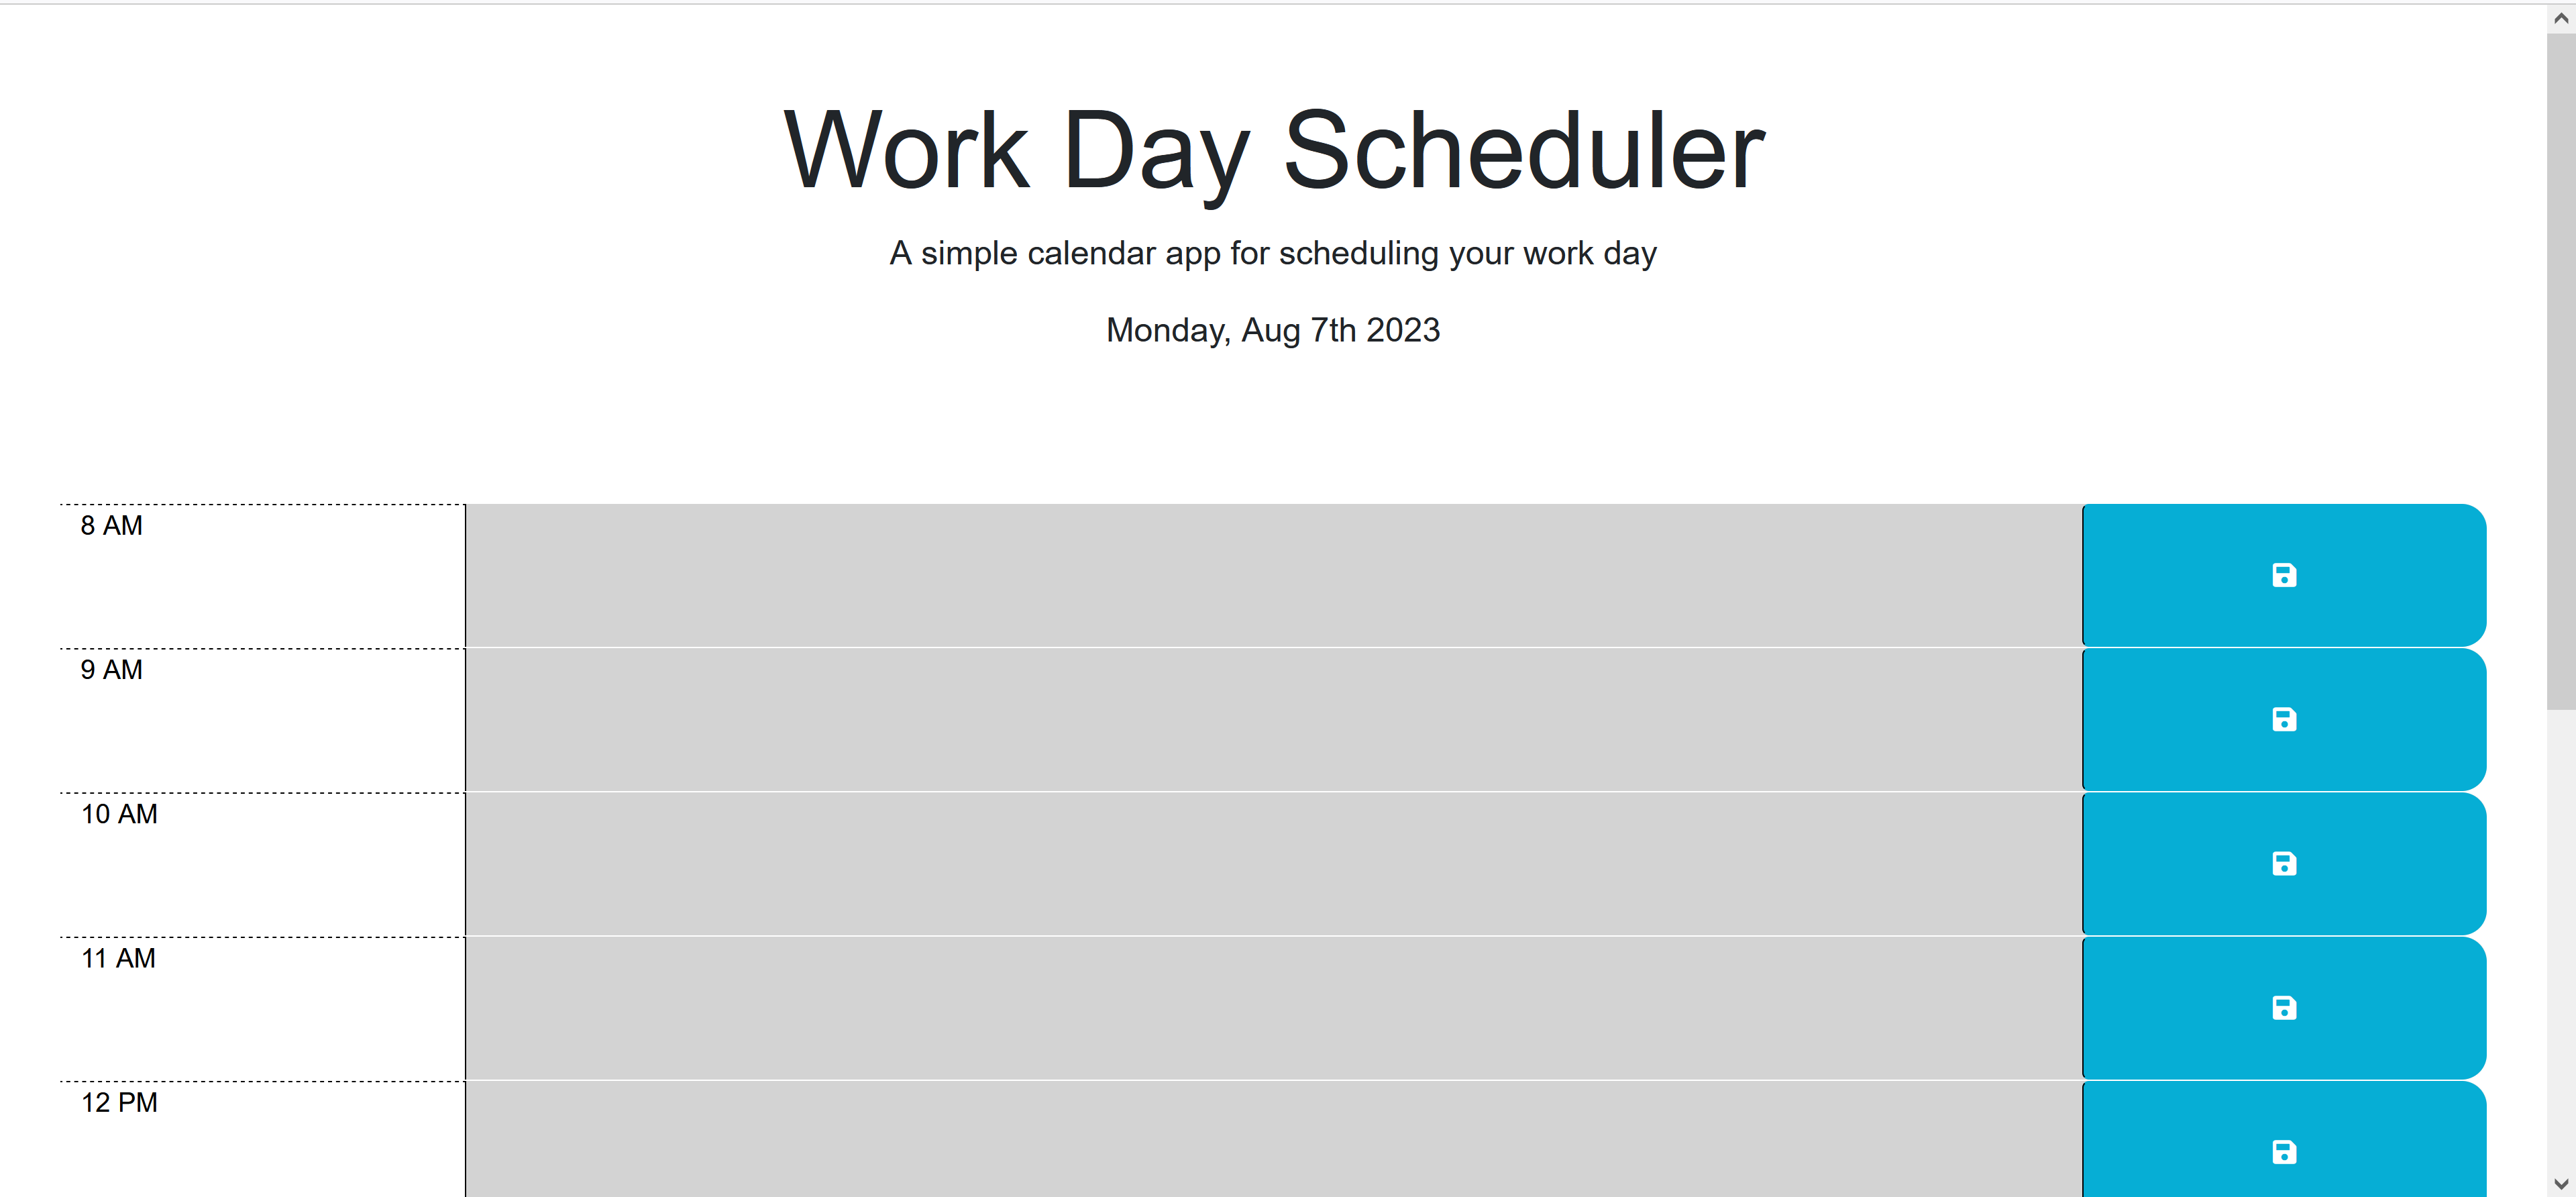 Work Day Scheduler
A simple calendar app for scheduling your work day
Monday, Aug 7th 2023
8 AM
9 AM
10 AM
11 AM
12 PM